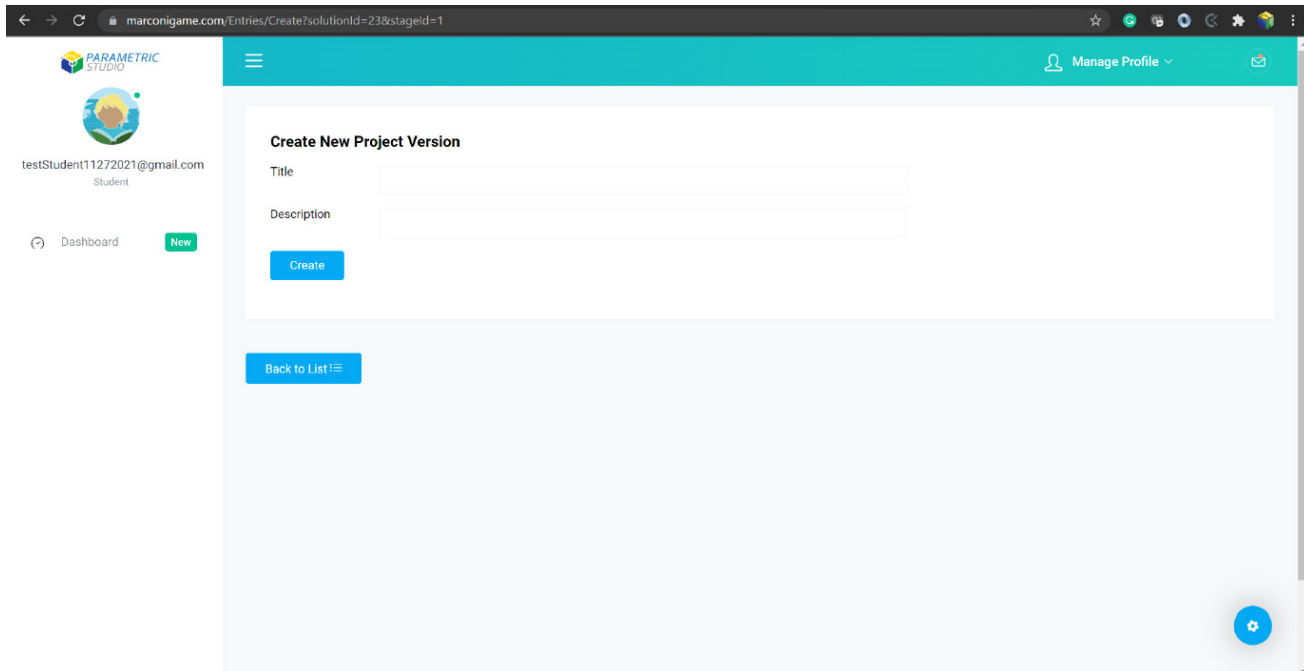 marconigame.com/Entries/Create?solutionId=23&stageId=1
PARAMETRIC
STUDIO
Manage Profile
Create New Project Version
testStudent11272021@gmail.com
Student
Title
Description
Dashboard New
Create
Back to List